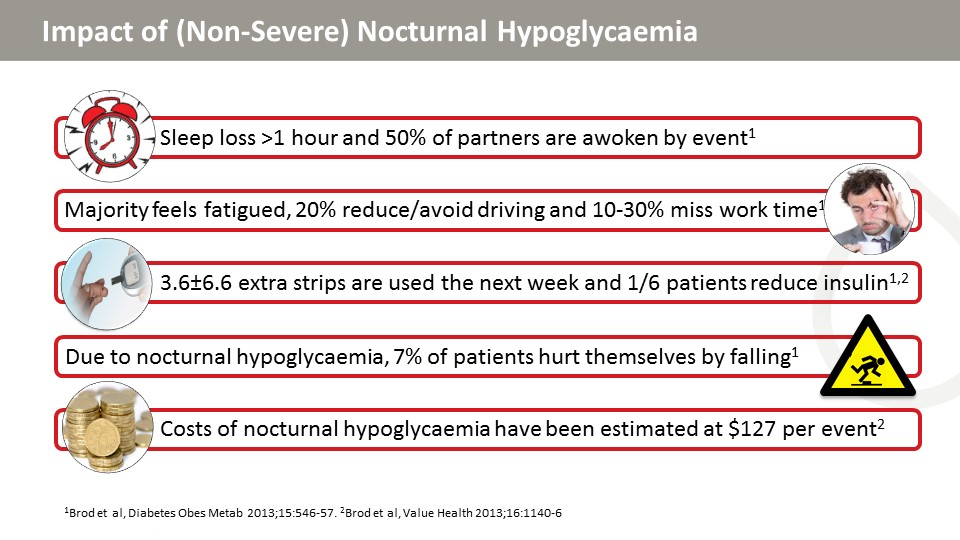 Impact of (Non-Severe) Nocturnal Hypoglycaemia
Sleep loss >1 hour and 50% of partners are awoken by event¹
Majority feels fatigued, 20% reduce/avoid driving and 10-30% miss work time¹
3.6±6.6 extra strips are used the next week and 1/6 patients reduce insulin¹,²
Due to nocturnal hypoglycaemia, 7% of patients hurt themselves by falling¹
Costs of nocturnal hypoglycaemia have been estimated at $127 per event²
¹Brod et al, Diabetes Obes Metab 2013;15:546-57. ²Brod et al, Value Health 2013;16:1140-6